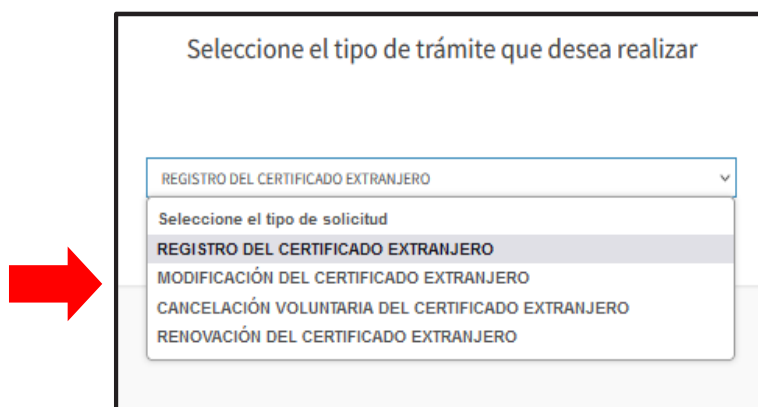 Seleccione el tipo de trámite que desea realizar
REGISTRO DEL CERTIFICADO EXTRANJERO
Seleccione el tipo de solicitud
REGISTRO DEL CERTIFICADO EXTRANJERO
MODIFICACIÓN DEL CERTIFICADO EXTRANJERO
CANCELACIÓN VOLUNTARIA DEL CERTIFICADO EXTRANJERO
RENOVACIÓN DEL CERTIFICADO EXTRANJERO